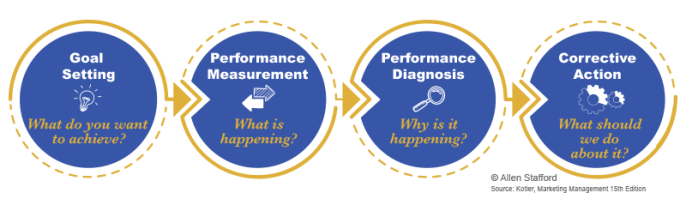 Goal
Setting
What do you want
to achieve?
Performance
Measurement
What is
happening?
Performance
Diagnosis
Why is it
happening?
Corrective
Action
What should
we do
about it?
© Allen Stafford
Source: Kotler, Marketing Management 15th Edition